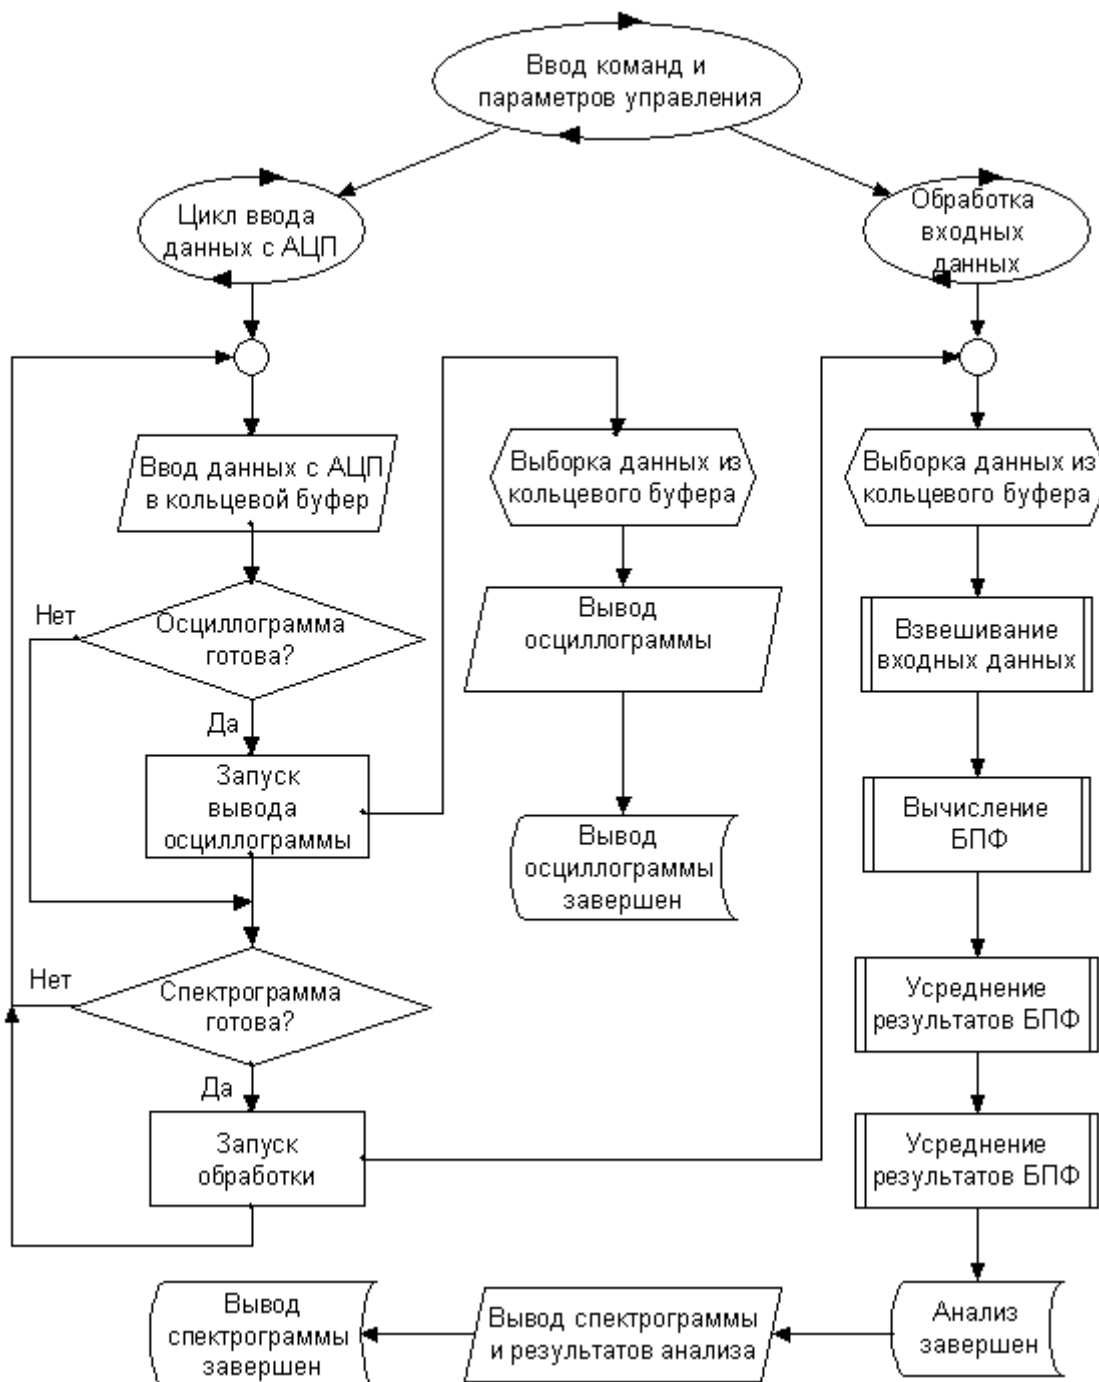 Ввод команд и
параметров управления
Цикл ввода
данных с АЦП
Обработка
входных
данных
Ввод данных с АЦП
в кольцевой буфер
Выборка данных из
кольцевого буфера
Выборка данных из
кольцевого буфера
Нет
Осциллограмма
готова?
Да
Вывод
осциллограммы
Взвешивание
входных данных
Запуск
вывода
осциллограммы
Вывод
осциллограммы
завершен
Вычисление
БПФ
Нет
Спектрограмма
готова?
Да
Усреднение
результатов БПФ
Запуск
обработки
Усреднение
результатов БПФ
Вывод
спектрограммы
завершен
Вывод спектрограммы
и результатов анализа
Анализ
завершен